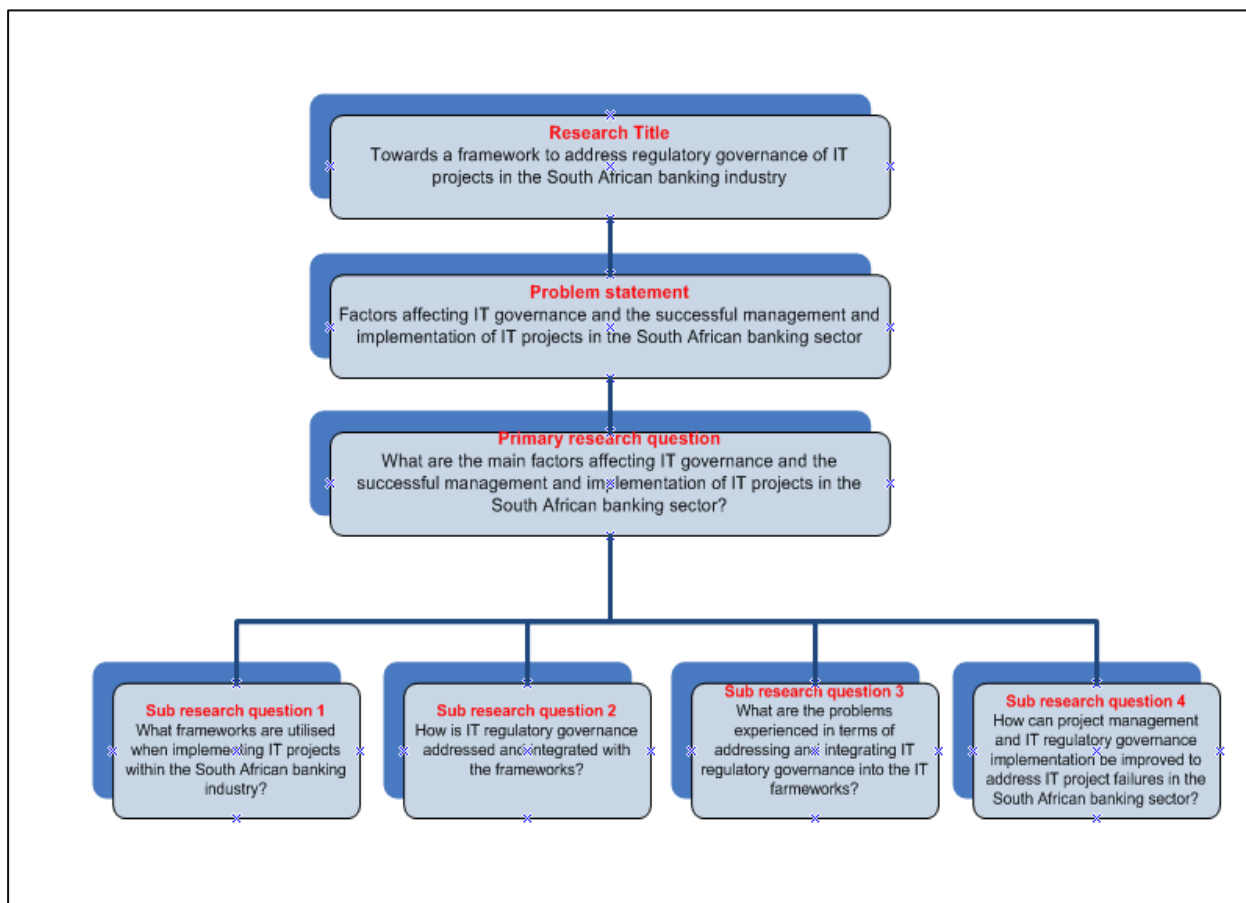 Research Title
Towards a framework to address regulatory governance of IT
projects in the South African banking industry
Problem statement
Factors affecting IT governance and the successful management and
implementation of IT projects in the South African banking sector
Primary research question
What are the main factors affecting IT governance and the
successful management and implementation of IT projects in the
South African banking sector?
Sub research question 1
What frameworks are utilised
when implementing IT projects
within the South African banking
industry?
Sub research question 2
How is IT regulatory governance
addressed and integrated with
the frameworks?
Sub research question 3
What are the problems
experienced in terms of
addressing and integrating IT
regulatory governance into the IT
farmeworks?
Sub research question 4
How can project management
and IT regulatory governance
implementation be improved to
address IT project failures in the
South African banking sector?